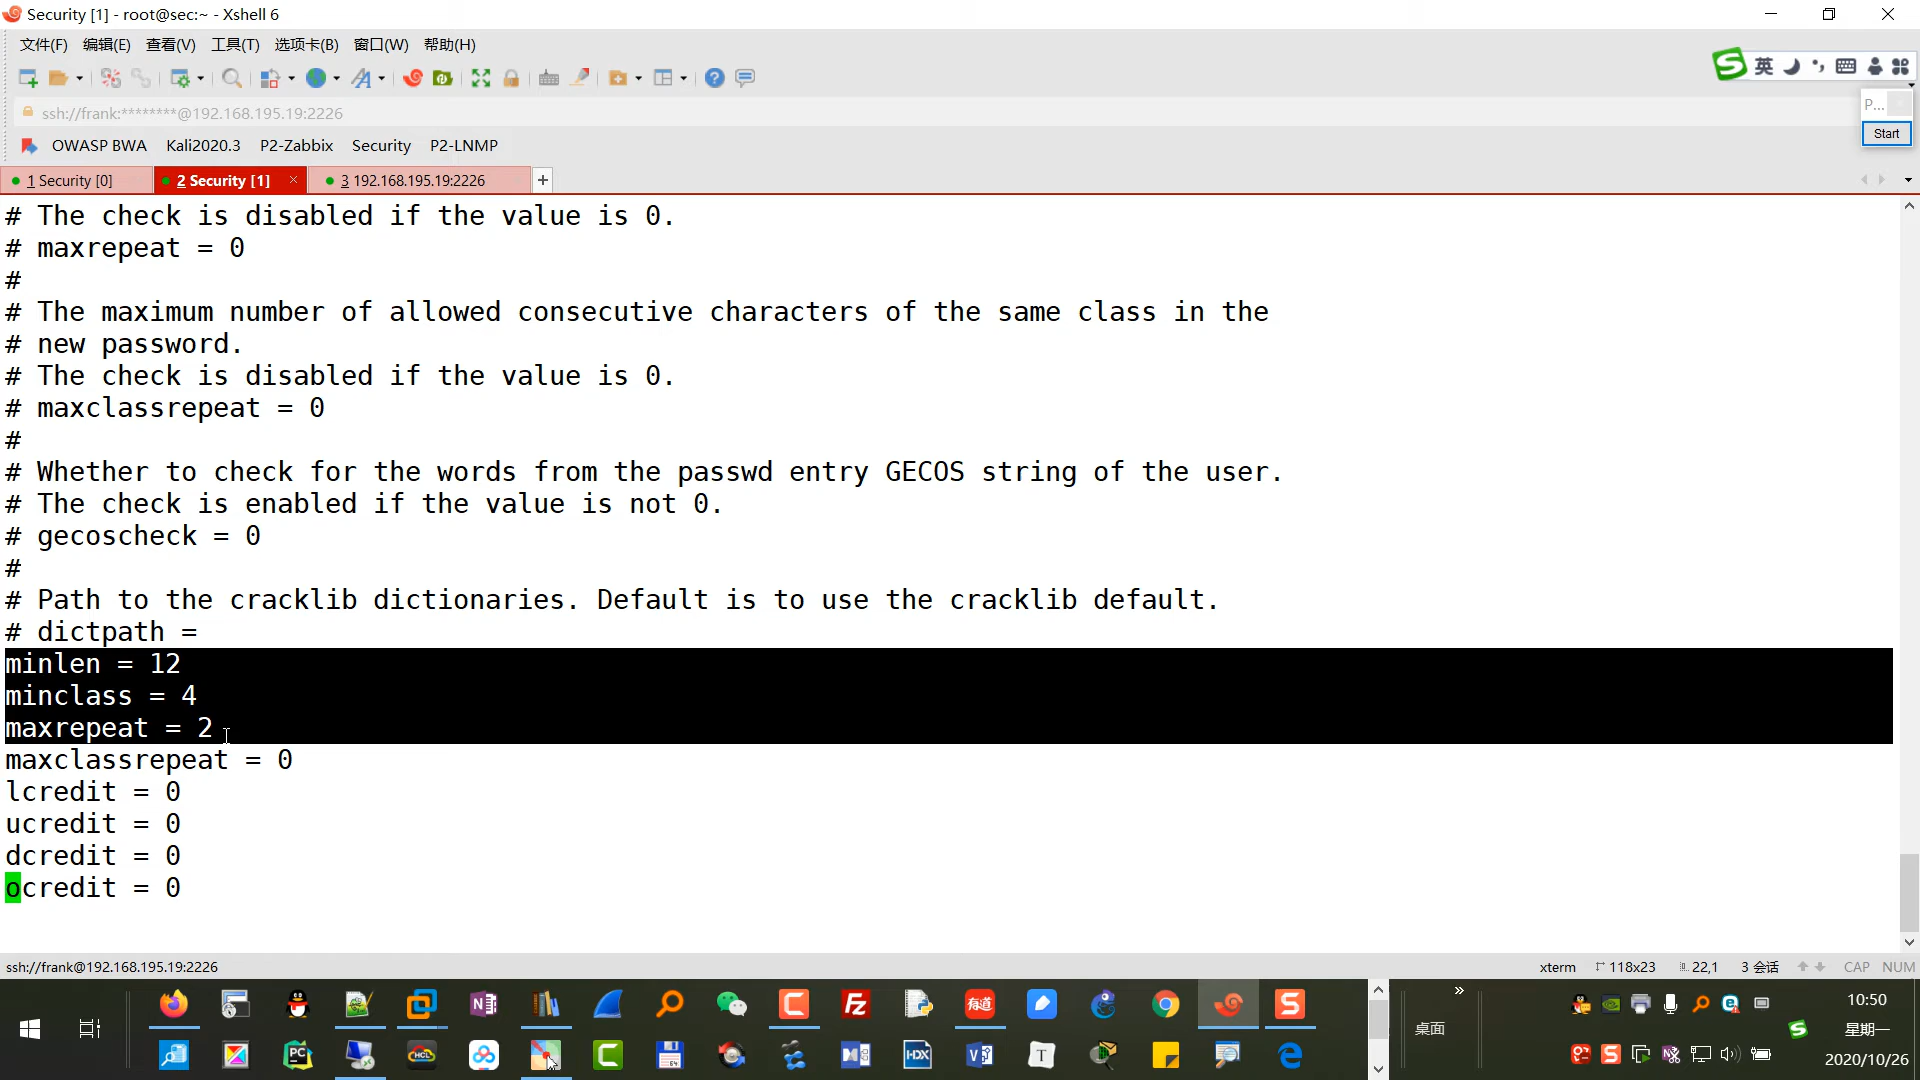 Security [1] - root@sec:~ - Xshell 6
文件(F) 编辑(E) 查看(V) 工具(T) 选项卡(B) 窗口(W) 帮助(H)
英
ssh://frank:********@192.168.195.19:2226
P...
Start
OWASP BWA Kali2020.3 P2-Zabbix Security P2-LNMP
1 Security [0] 2 Security [1] 3 192.168.195.19:2226
# The check is disabled if the value is 0.
# maxrepeat = 0
#
# The maximum number of allowed consecutive characters of the same class in the
# new password.
# The check is disabled if the value is 0.
# maxclassrepeat = 0
#
# Whether to check for the words from the passwd entry GECOS string of the user.
# The check is enabled if the value is not 0.
# gecoscheck = 0
#
# Path to the cracklib dictionaries. Default is to use the cracklib default.
# dictpath =
minlen = 12
minclass = 4
maxrepeat = 2
maxclassrepeat = 0
lcredit = 0
ucredit = 0
dcredit = 0
ocredit = 0
ssh://frank@192.168.195.19:2226 xterm 118x23 22,1 3 会话 CAP NUM
桌面
10:50
星期一
2020/10/26